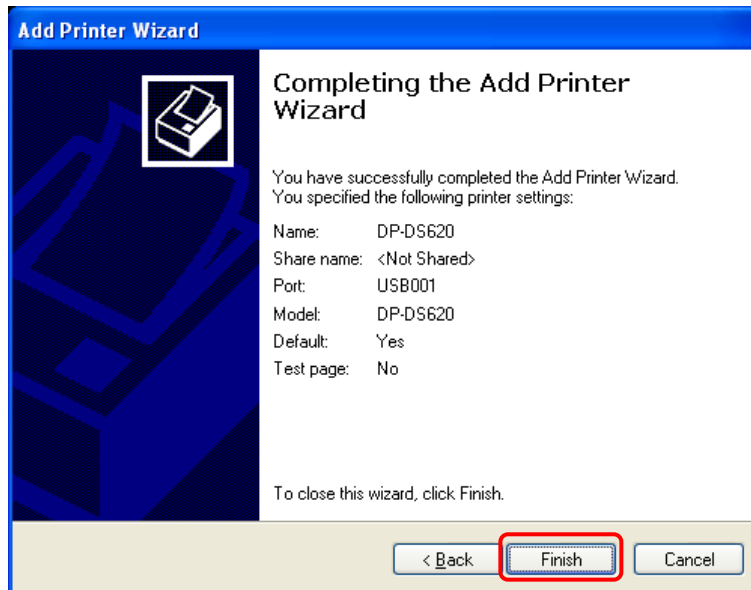 Add Printer Wizard
Completing the Add Printer
Wizard
You have successfully completed the Add Printer Wizard.
You specified the following printer settings:
Name: DP-DS620
Share name: <Not Shared>
Port: USB001
Model: DP-DS620
Default: Yes
Test page: No
To close this wizard, click Finish.
< Back Finish Cancel